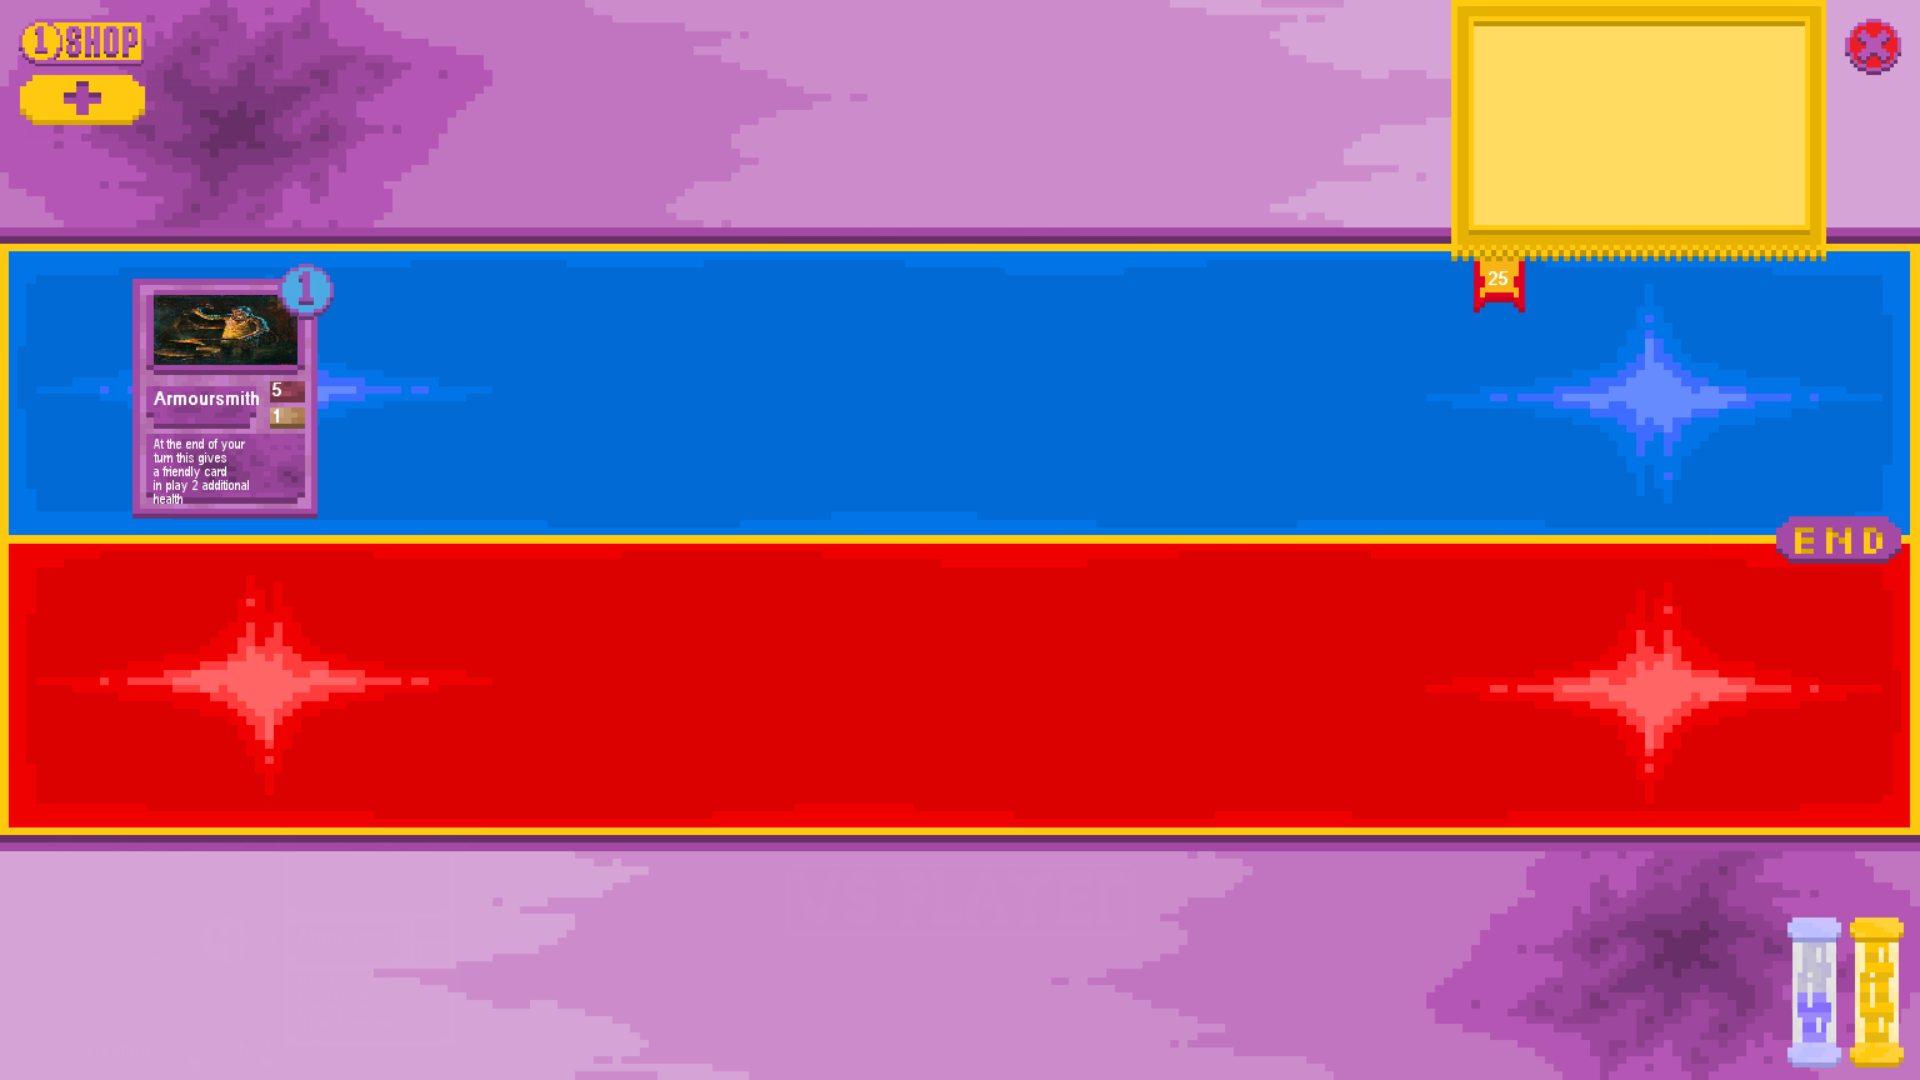 1 SHOP
+
25
1
Armoursmith
5
1
At the end of your
turn this gives
a friendly card
in play 2 additional
health
END